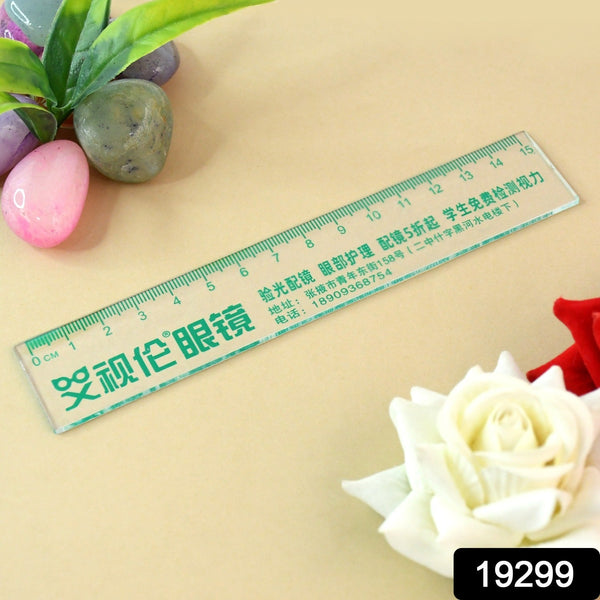 0 CM 1 2 3 4 5 6 7 8 9 10 11 12 13 14 15
艾视伦®眼镜
验光配镜 眼部护理 配镜5折起 学生免费检测视力
地址：张掖市青年东街158号（二中什字黑河水电楼下）
电话：18909368754
19299